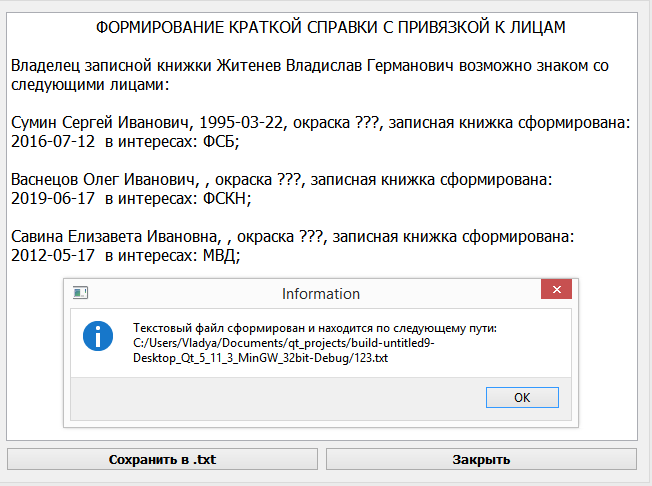 ФОРМИРОВАНИЕ КРАТКОЙ СПРАВКИ С ПРИВЯЗКОЙ К ЛИЦАМ
Владелец записной книжки Житенев Владислав Германович возможно знаком со
следующими лицами:
Сумин Сергей Иванович, 1995-03-22, окраска ???, записная книжка сформирована:
2016-07-12  в интересах: ФСБ;
Васнецов Олег Иванович, , окраска ???, записная книжка сформирована:
2019-06-17  в интересах: ФСКН;
Савина Елизавета Ивановна, , окраска ???, записная книжка сформирована:
2012-05-17  в интересах: МВД;
Information
Текстовый файл сформирован и находится по следующему пути:
C:/Users/Vladya/Documents/qt_projects/build-untitled9-
Desktop_Qt_5_11_3_MinGW_32bit-Debug/123.txt
OK
Сохранить в .txt
Закрыть